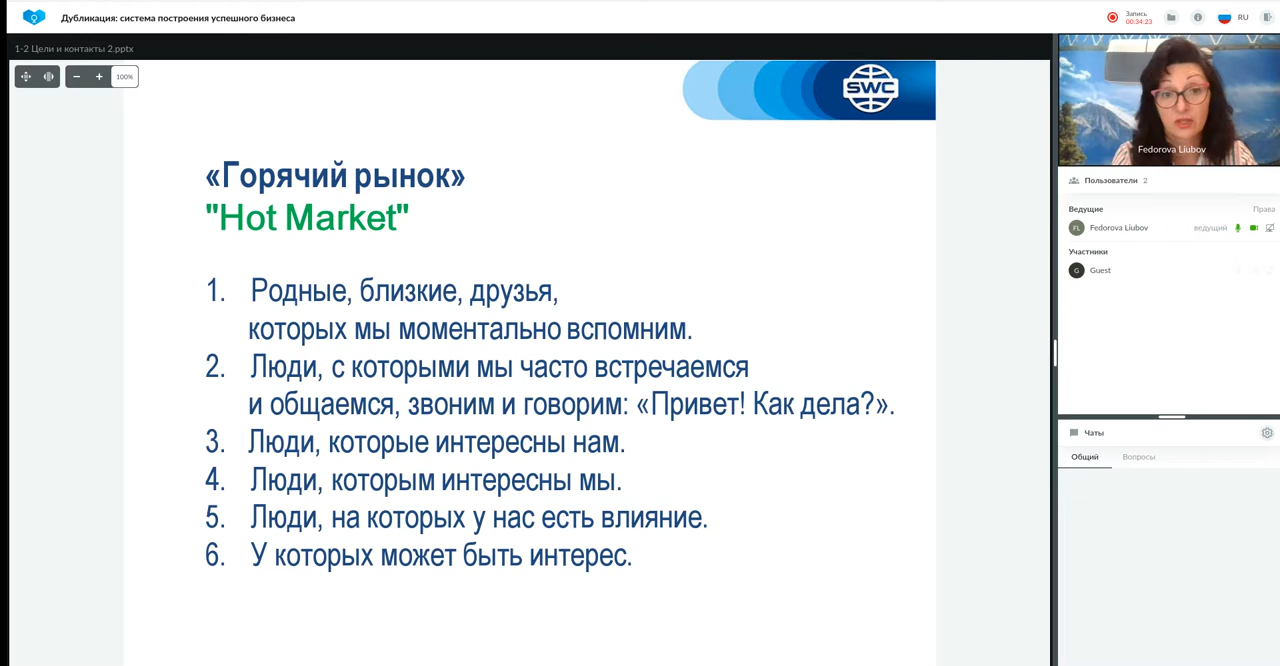 Дубликация: система построения успешного бизнеса
Запись
00:34:23
RU
1-2 Цели и контакты 2.pptx
100%
SWC
«Горячий рынок»
"Hot Market"
1. Родные, близкие, друзья,
которых мы моментально вспомним.
2. Люди, с которыми мы часто встречаемся
и общаемся, звоним и говорим: «Привет! Как дела?».
3. Люди, которые интересны нам.
4. Люди, которым интересны мы.
5. Люди, на которых у нас есть влияние.
6. У которых может быть интерес.
Fedorova Liubov
Пользователи 2
Ведущие Права
FL Fedorova Liubov ведущий
Участники
G Guest
Чаты
Общий Вопросы